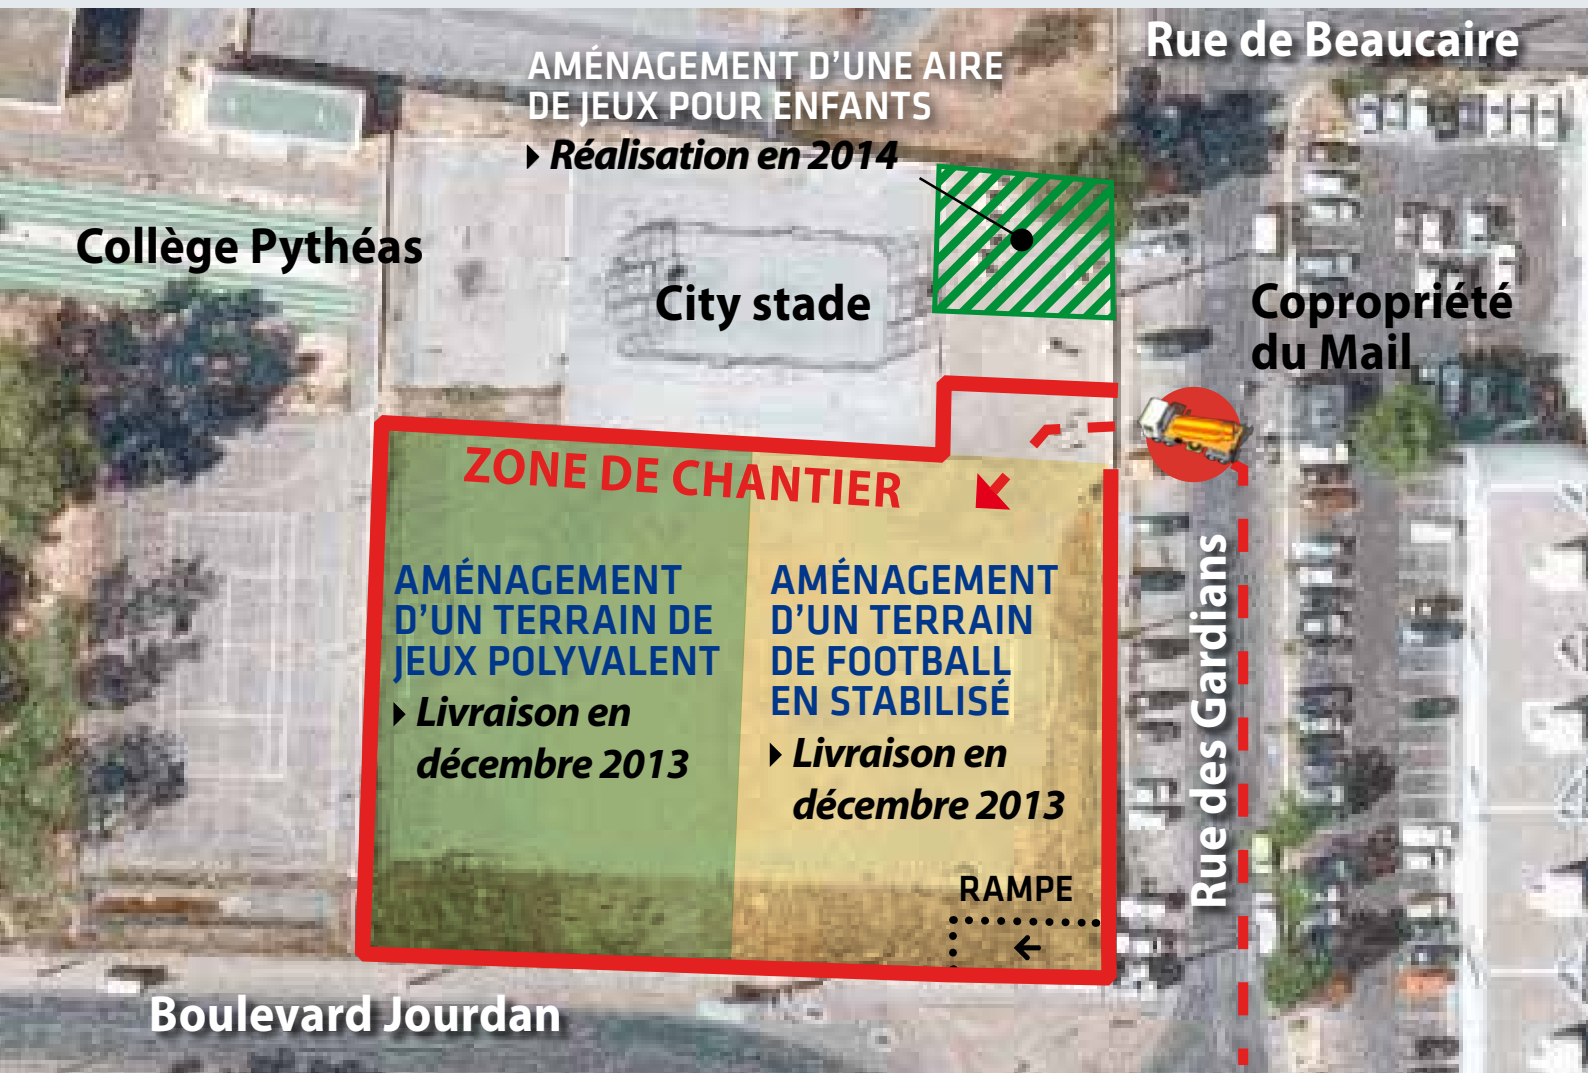 Rue de Beaucaire
AMÉNAGEMENT D'UNE AIRE
DE JEUX POUR ENFANTS
Réalisation en 2014
Collège Pythéas
City stade
Copropriété
du Mail
ZONE DE CHANTIER
AMÉNAGEMENT
D'UN TERRAIN DE
JEUX POLYVALENT
Livraison en
décembre 2013
AMÉNAGEMENT
D'UN TERRAIN
DE FOOTBALL
EN STABILISÉ
Livraison en
décembre 2013
RAMPE
Rue des Gardians
Boulevard Jourdan